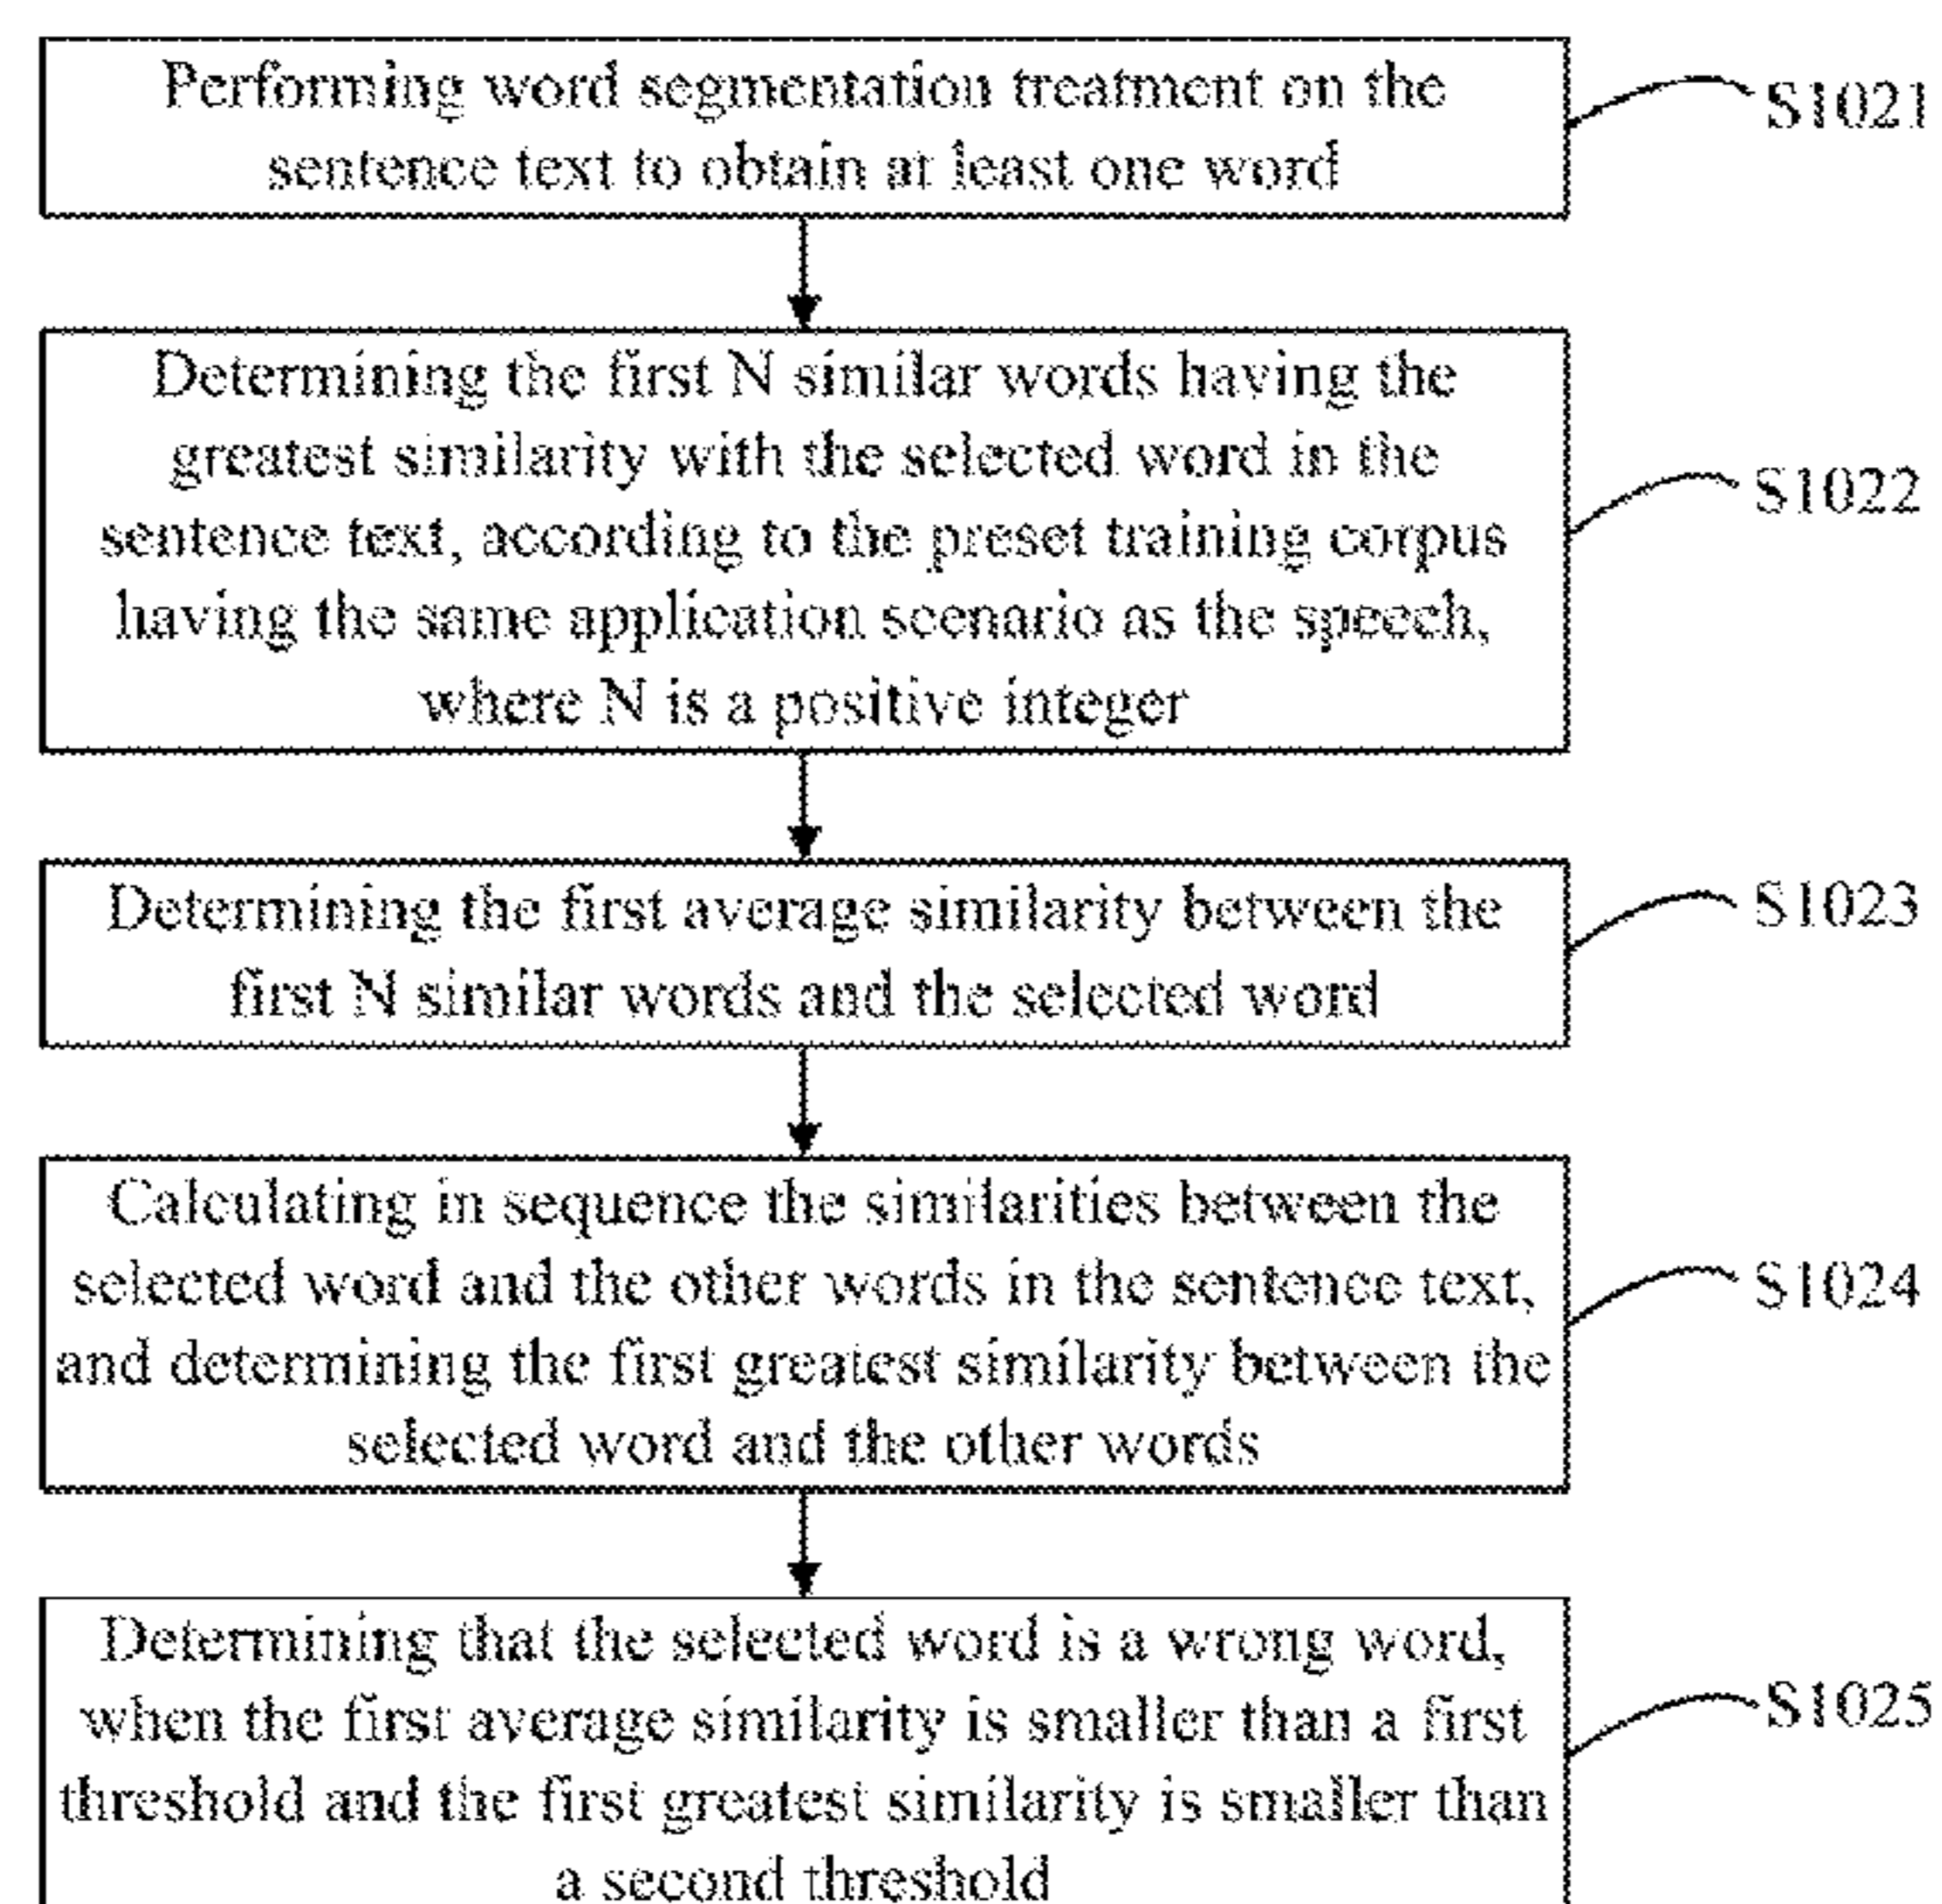 Performing word segmentation treatment on the
sentence text to obtain at least one word
S1021
Determining the first N similar words having the
greatest similarity with the selected word in the
sentence text, according to the preset training corpus
having the same application scenario as the speech,
where N is a positive integer
S1022
Determining the first average similarity between the
first N similar words and the selected word
S1023
Calculating in sequence the similarities between the
selected word and the other words in the sentence text,
and determining the first greatest similarity between the
selected word and the other words
S1024
Determining that the selected word is a wrong word,
when the first average similarity is smaller than a first
threshold and the first greatest similarity is smaller than
a second threshold
S1025